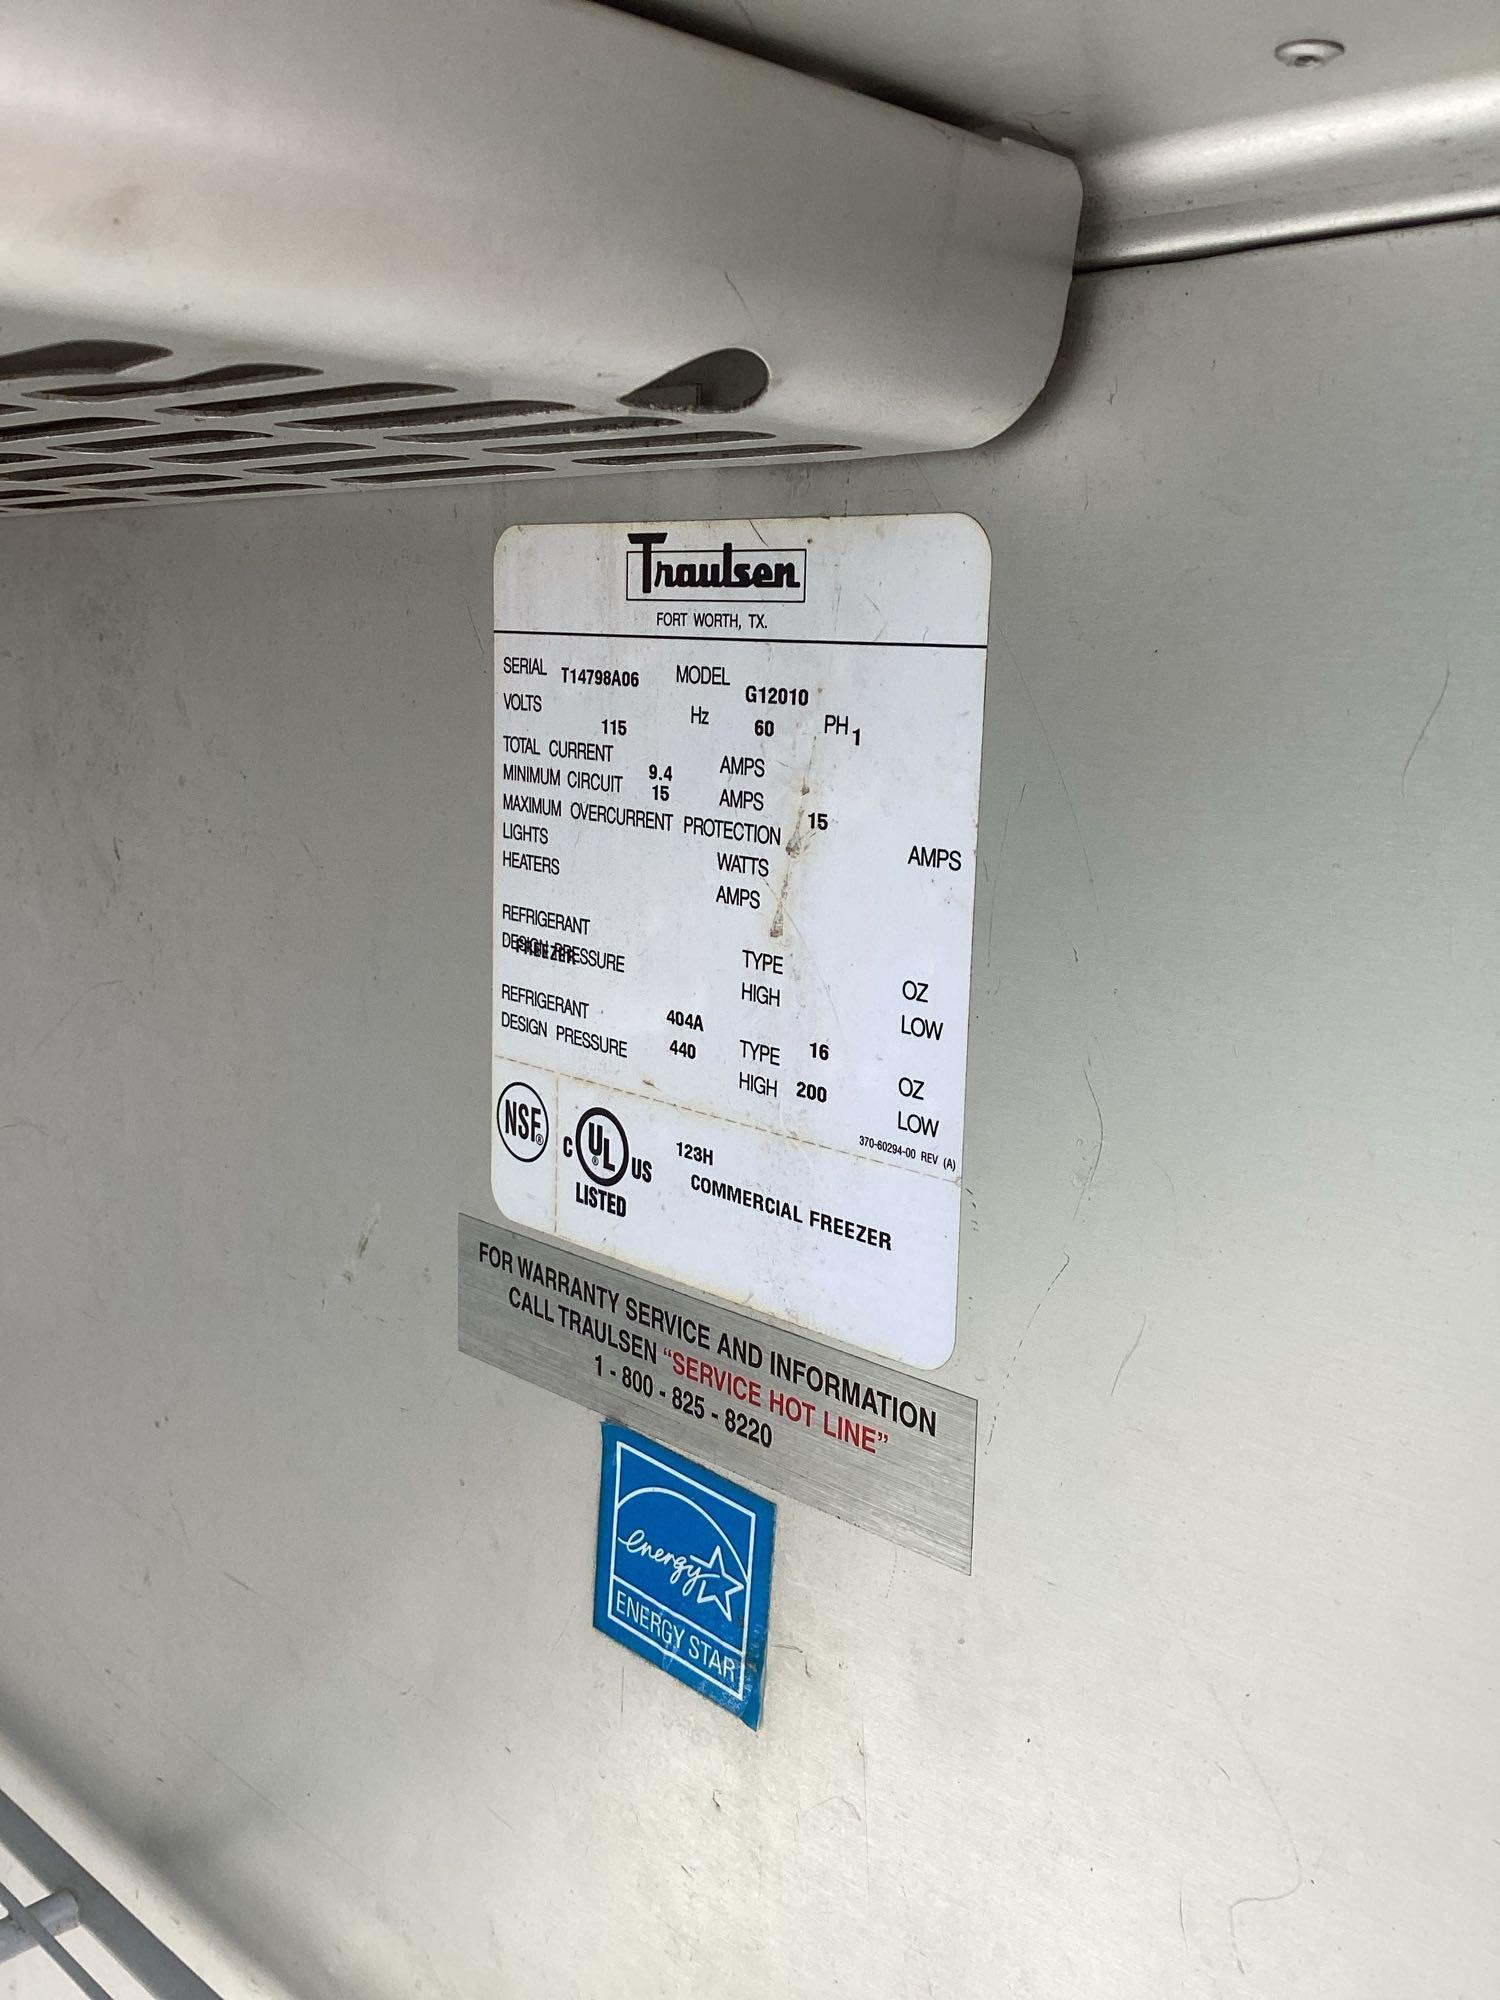 Traulsen
FORT WORTH, TX.
SERIAL T14798A06 MODEL G12010
VOLTS 115 Hz 60 PH 1
TOTAL CURRENT 9.4 AMPS
MINIMUM CIRCUIT 15 AMPS
MAXIMUM OVERCURRENT PROTECTION 15 AMPS
LIGHTS WATTS
HEATERS AMPS
REFRIGERANT TYPE OZ
DESIGN PRESSURE HIGH LOW
FREEZER
REFRIGERANT 404A TYPE 16 OZ
DESIGN PRESSURE 440 HIGH 200 LOW
370-60294-00 REV (A)
NSF®
C UL® US
LISTED
123H
COMMERCIAL FREEZER
FOR WARRANTY SERVICE AND INFORMATION
CALL TRAULSEN “SERVICE HOT LINE”
1 - 800 - 825 - 8220
energy
ENERGY STAR